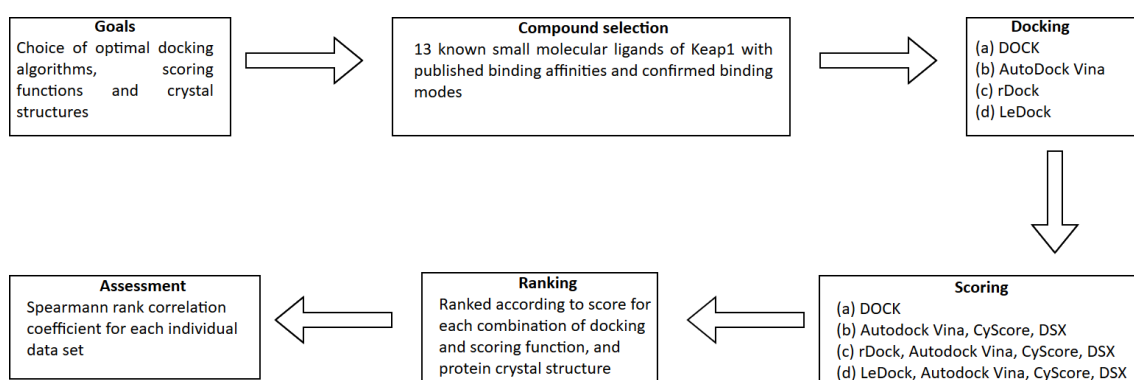 Goals
Choice of optimal docking
algorithms, scoring
functions and crystal
structures
Compound selection
13 known small molecular ligands of Keap1 with
published binding affinities and confirmed binding
modes
Docking
(a) DOCK
(b) AutoDock Vina
(c) rDock
(d) LeDock
Scoring
(a) DOCK
(b) Autodock Vina, CyScore, DSX
(c) rDock, Autodock Vina, CyScore, DSX
(d) LeDock, Autodock Vina, CyScore, DSX
Ranking
Ranked according to score for
each combination of docking
and scoring function, and
protein crystal structure
Assessment
Spearmann rank correlation
coefficient for each individual
data set